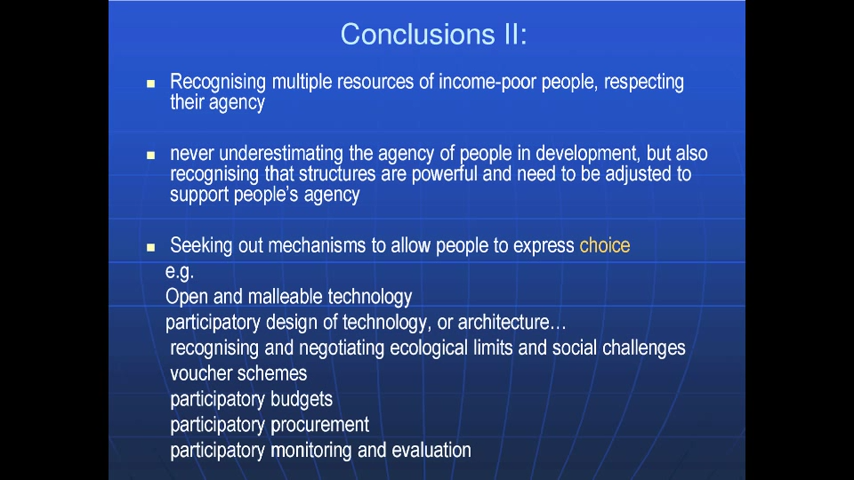 Conclusions II:
Recognising multiple resources of income-poor people, respecting
their agency
never underestimating the agency of people in development, but also
recognising that structures are powerful and need to be adjusted to
support people's agency
Seeking out mechanisms to allow people to express choice
e.g.
Open and malleable technology
participatory design of technology, or architecture…
recognising and negotiating ecological limits and social challenges
voucher schemes
participatory budgets
participatory procurement
participatory monitoring and evaluation